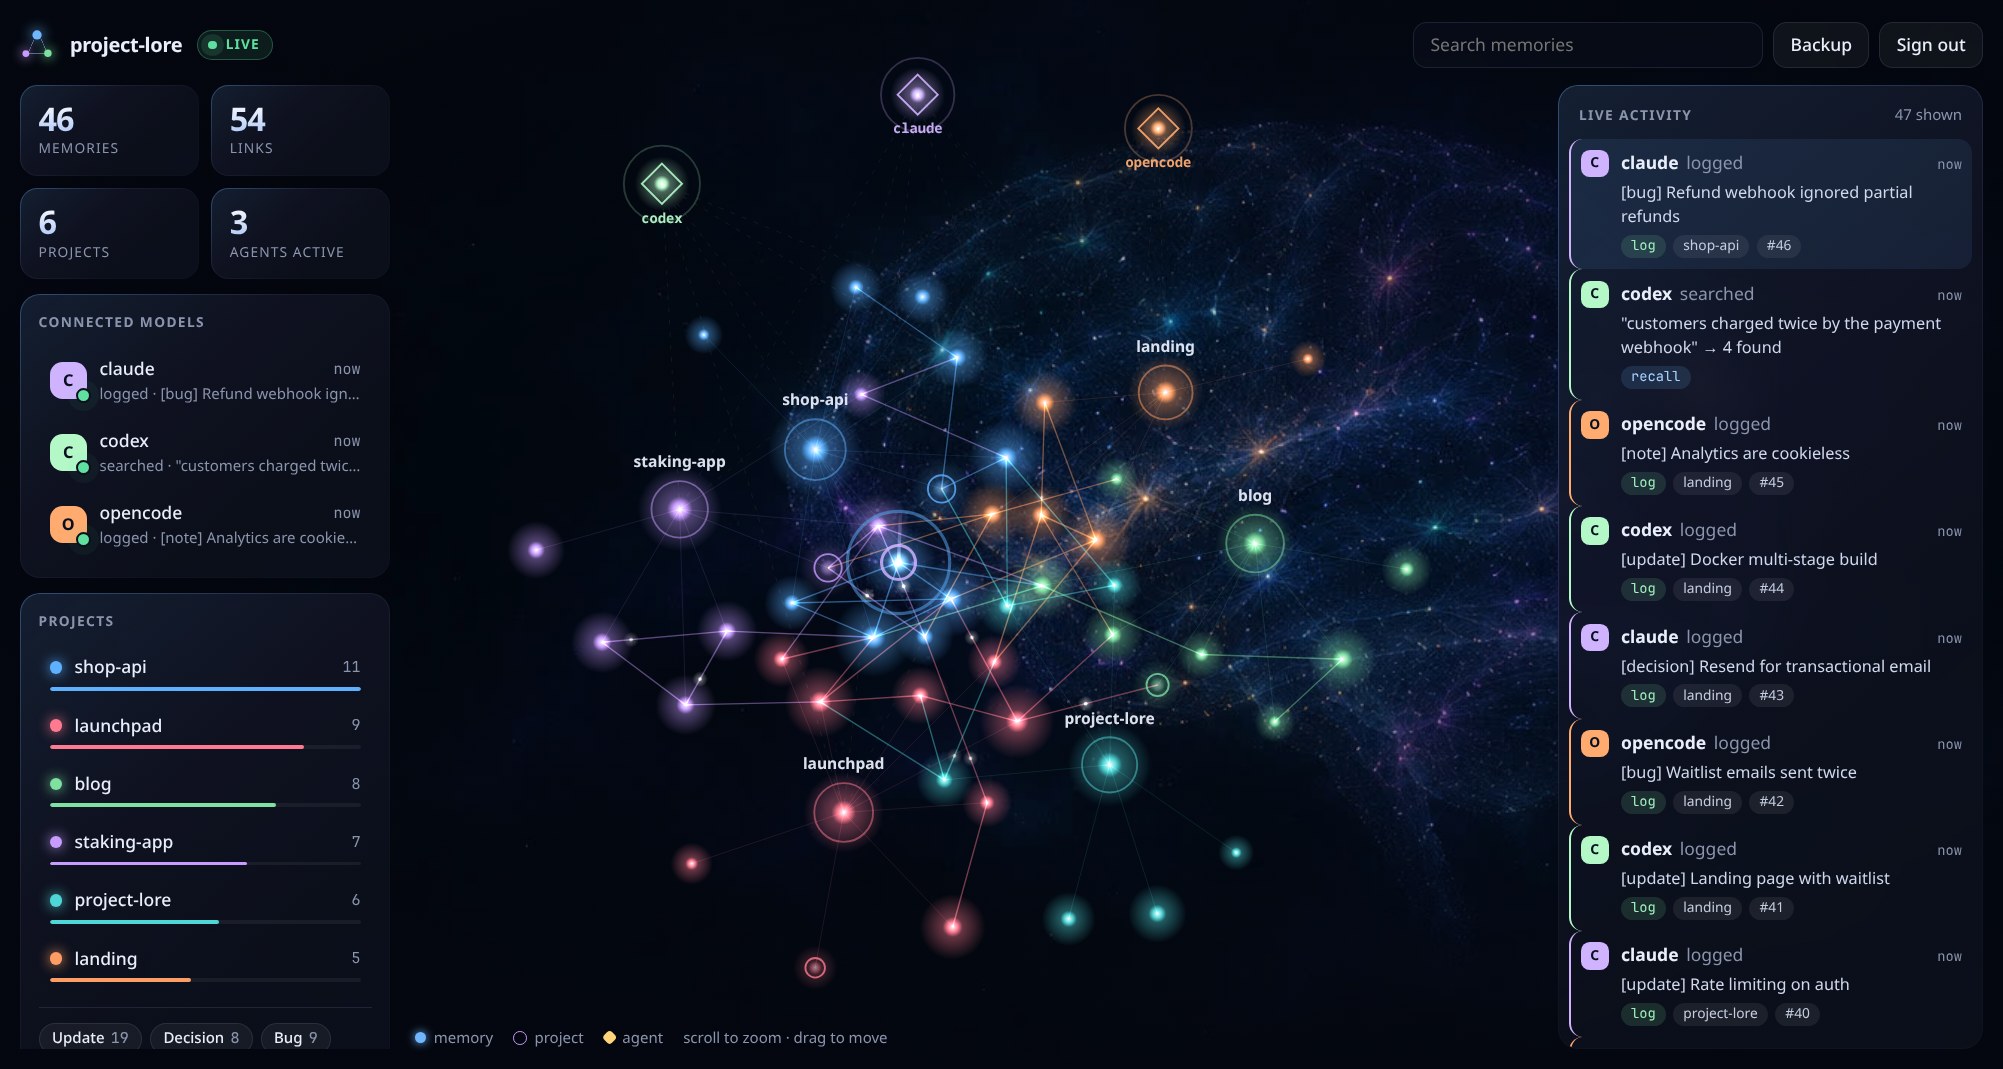 project-lore
LIVE
Search memories
Backup
Sign out
46
MEMORIES
54
LINKS
6
PROJECTS
3
AGENTS ACTIVE
CONNECTED MODELS
C
claude
now
logged · [bug] Refund webhook ign...
C
codex
now
searched · "customers charged twic...
O
opencode
now
logged · [note] Analytics are cookie...
PROJECTS
shop-api 11
launchpad 9
blog 8
staking-app 7
project-lore 6
landing 5
Update 19
Decision 8
Bug 9
claude
opencode
codex
landing
shop-api
staking-app
blog
project-lore
launchpad
memory
project
agent
scroll to zoom · drag to move
LIVE ACTIVITY
47 shown
C
claude logged
now
[bug] Refund webhook ignored partial
refunds
log shop-api #46
C
codex searched
now
"customers charged twice by the payment
webhook" → 4 found
recall
O
opencode logged
now
[note] Analytics are cookieless
log landing #45
C
codex logged
now
[update] Docker multi-stage build
log landing #44
C
claude logged
now
[decision] Resend for transactional email
log landing #43
O
opencode logged
now
[bug] Waitlist emails sent twice
log landing #42
C
codex logged
now
[update] Landing page with waitlist
log landing #41
C
claude logged
now
[update] Rate limiting on auth
log project-lore #40